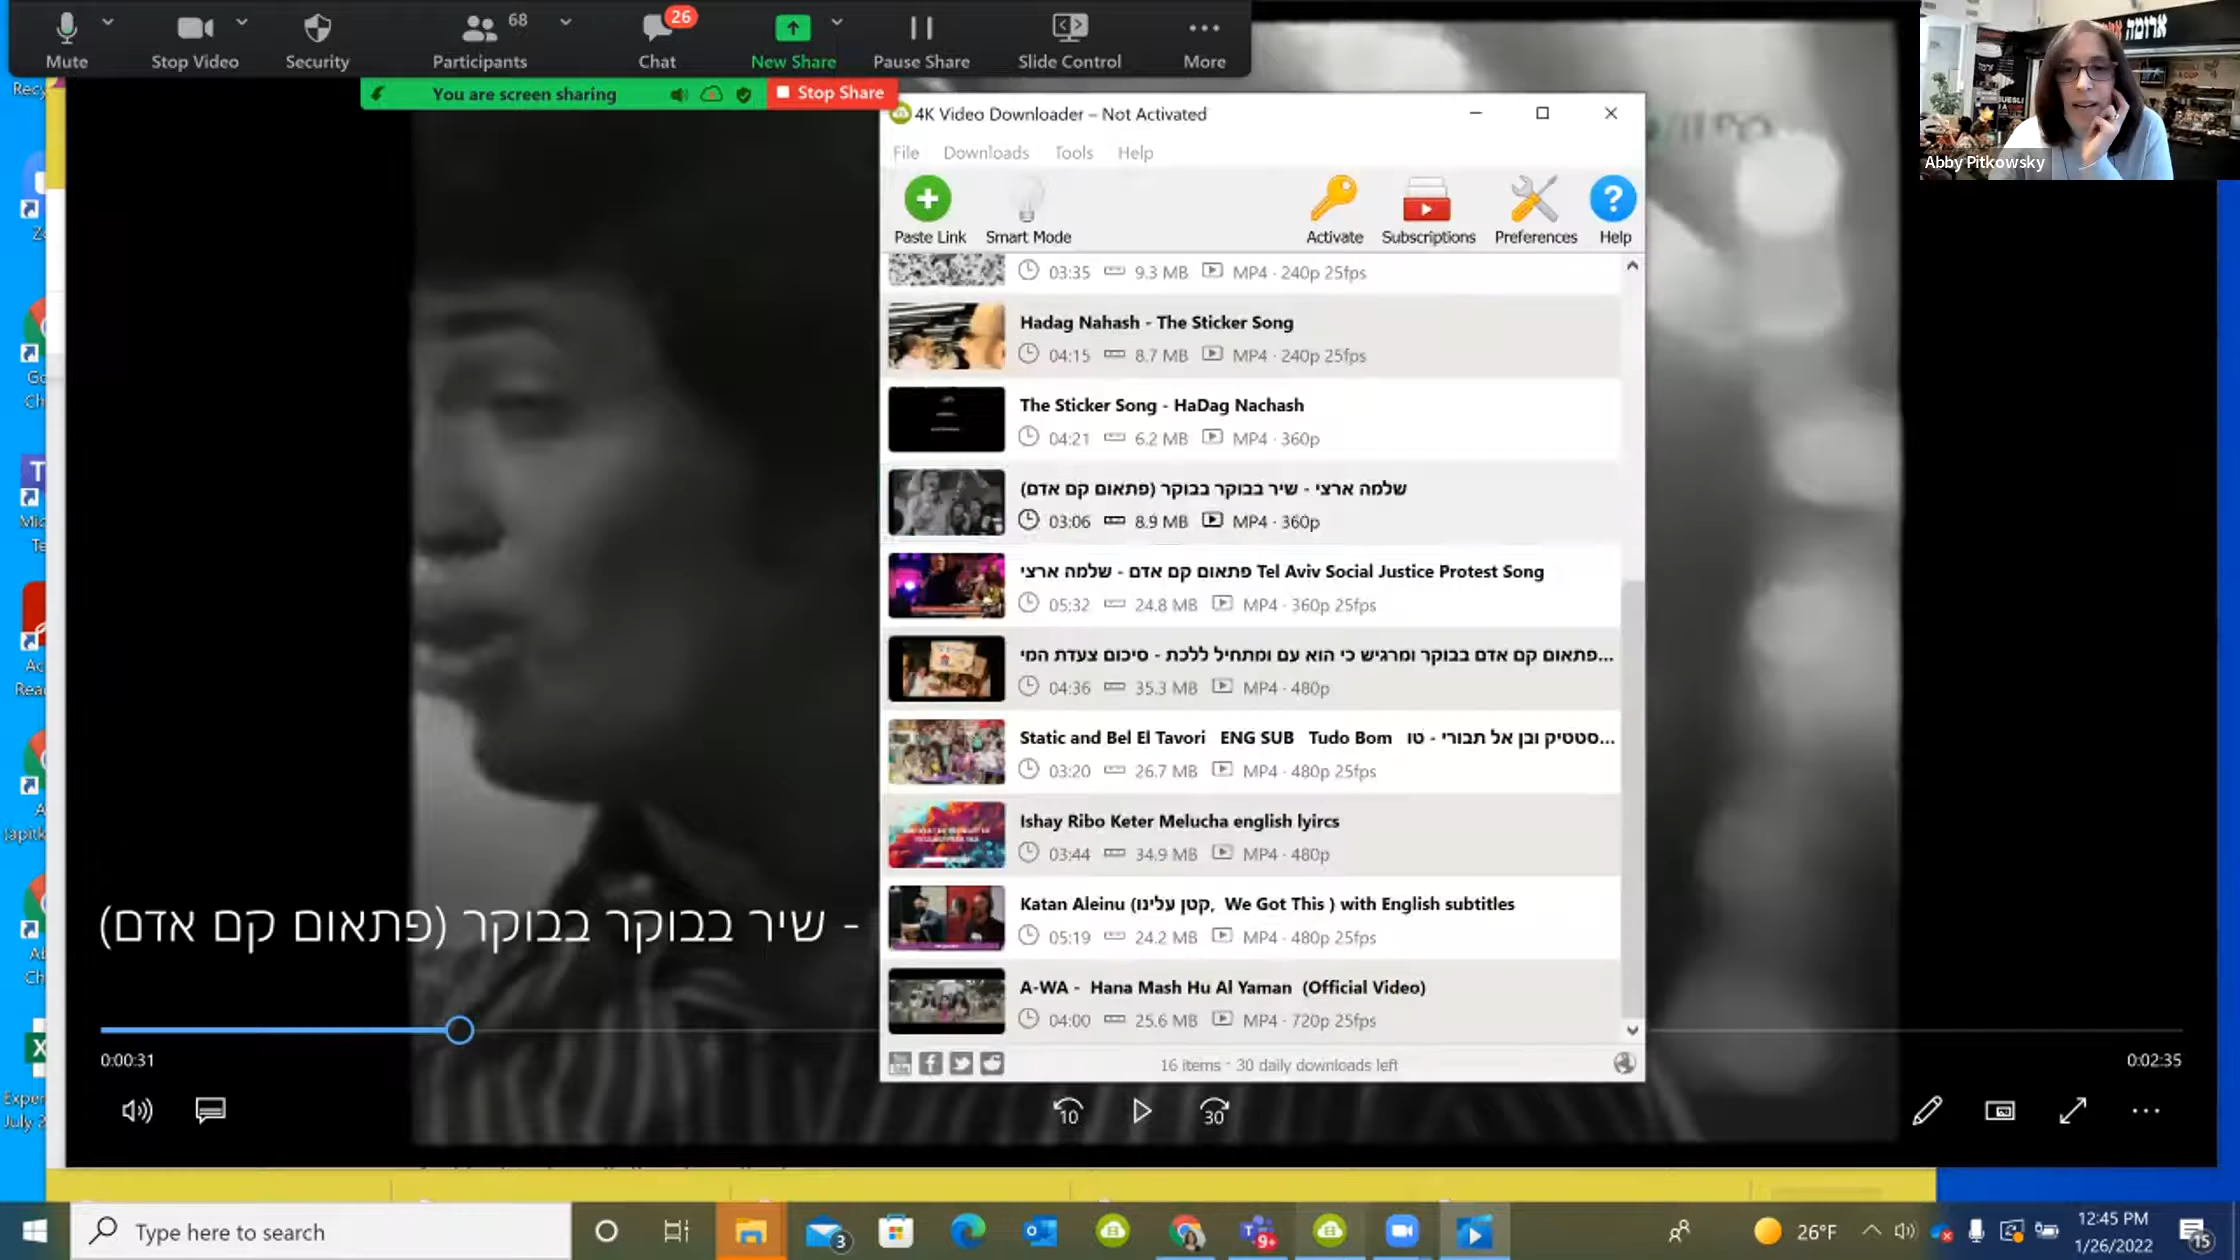 Mute
Stop Video
Security
Participants
68
Chat
26
New Share
Pause Share
Slide Control
More
You are screen sharing
Stop Share
ארומה
Abby Pitkowsky
4K Video Downloader – Not Activated
File Downloads Tools Help
Paste Link
Smart Mode
Activate
Subscriptions
Preferences
Help
03:35 9.3 MB MP4 · 240p 25fps
Hadag Nahash - The Sticker Song
04:15 8.7 MB MP4 · 240p 25fps
The Sticker Song - HaDag Nachash
04:21 6.2 MB MP4 · 360p
שלמה ארצי - שיר בבוקר בבוקר (פתאום קם אדם)
03:06 8.9 MB MP4 · 360p
פתאום קם אדם - שלמה ארצי Tel Aviv Social Justice Protest Song
05:32 24.8 MB MP4 · 360p 25fps
פתאום קם אדם בבוקר ומרגיש כי הוא עם ומתחיל ללכת - סיכום צעדת המי...
04:36 35.3 MB MP4 · 480p
Static and Bel El Tavori ENG SUB Tudo Bom סטטיק ובן אל תבורי - טו...
03:20 26.7 MB MP4 · 480p 25fps
Ishay Ribo Keter Melucha english lyircs
03:44 34.9 MB MP4 · 480p
Katan Aleinu (קטן עלינו, We Got This ) with English subtitles
05:19 24.2 MB MP4 · 480p 25fps
A-WA - Hana Mash Hu Al Yaman (Official Video)
04:00 25.6 MB MP4 · 720p 25fps
16 items · 30 daily downloads left
- שיר בבוקר בבוקר (פתאום קם אדם)
0:00:31
0:02:35
10
30
Type here to search
3
9+
26°F
12:45 PM
1/26/2022
15